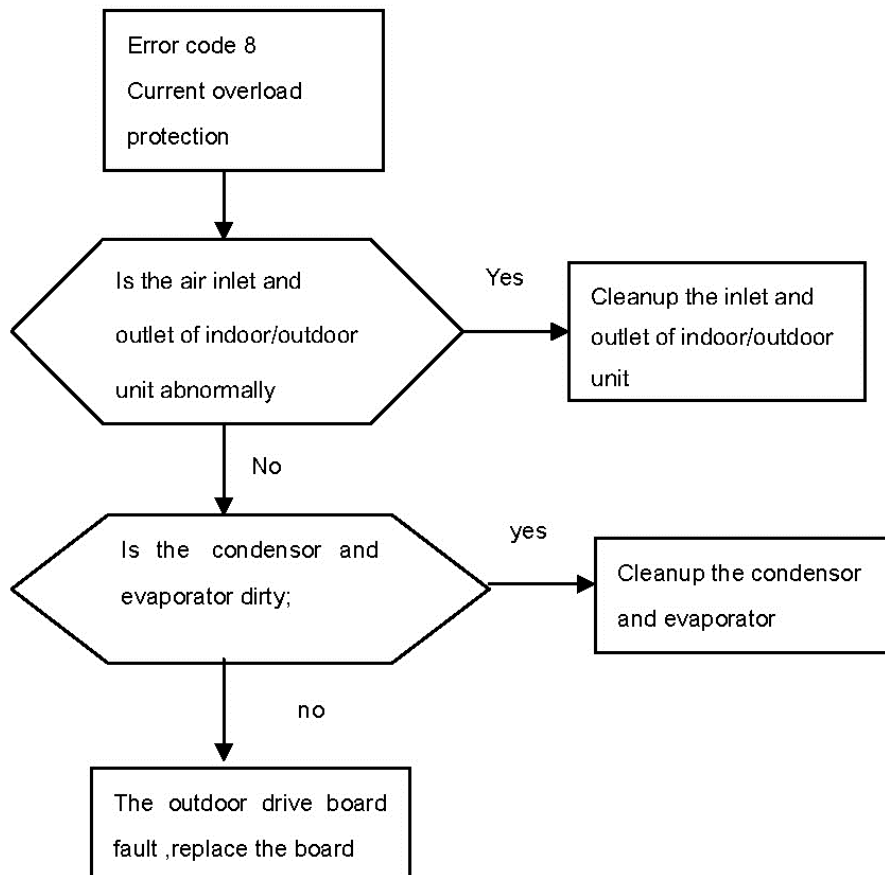 Error code 8
Current overload
protection
Is the air inlet and
outlet of indoor/outdoor
unit abnormally
Yes
Cleanup the inlet and
outlet of indoor/outdoor
unit
No
Is the condensor and
evaporator dirty;
yes
Cleanup the condensor
and evaporator
no
The outdoor drive board
fault ,replace the board